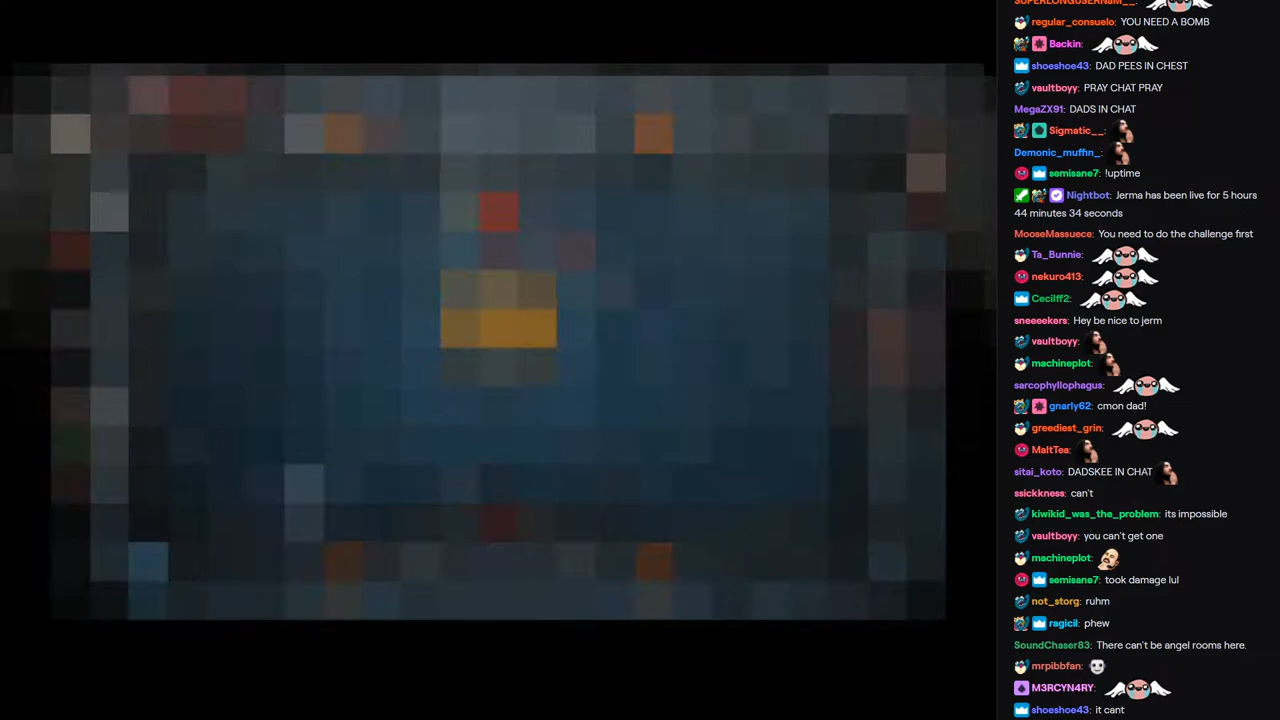 SUPERLONGUSERNaM__:
regular_consuelo: YOU NEED A BOMB
Backin:
shoeshoe43: DAD PEES IN CHEST
vaultboyy: PRAY CHAT PRAY
MegaZX91: DADS IN CHAT
Sigmatic__:
Demonic_muffin_:
semisane7: !uptime
Nightbot: Jerma has been live for 5 hours
44 minutes 34 seconds
MooseMassuece: You need to do the challenge first
Ta_Bunnie:
nekuro413:
Cecilff2:
sneeekers: Hey be nice to jerm
vaultboyy:
machineplot:
sarcophyllophagus:
gnarly62: cmon dad!
greediest_grin:
MaltTea:
sitai_koto: DADSKEE IN CHAT
ssickkness: can't
kiwikid_was_the_problem: its impossible
vaultboyy: you can't get one
machineplot:
semisane7: took damage lul
not_storg: ruhm
ragicil: phew
SoundChaser83: There can't be angel rooms here.
mrpibbfan:
M3RCYN4RY:
shoeshoe43: it cant